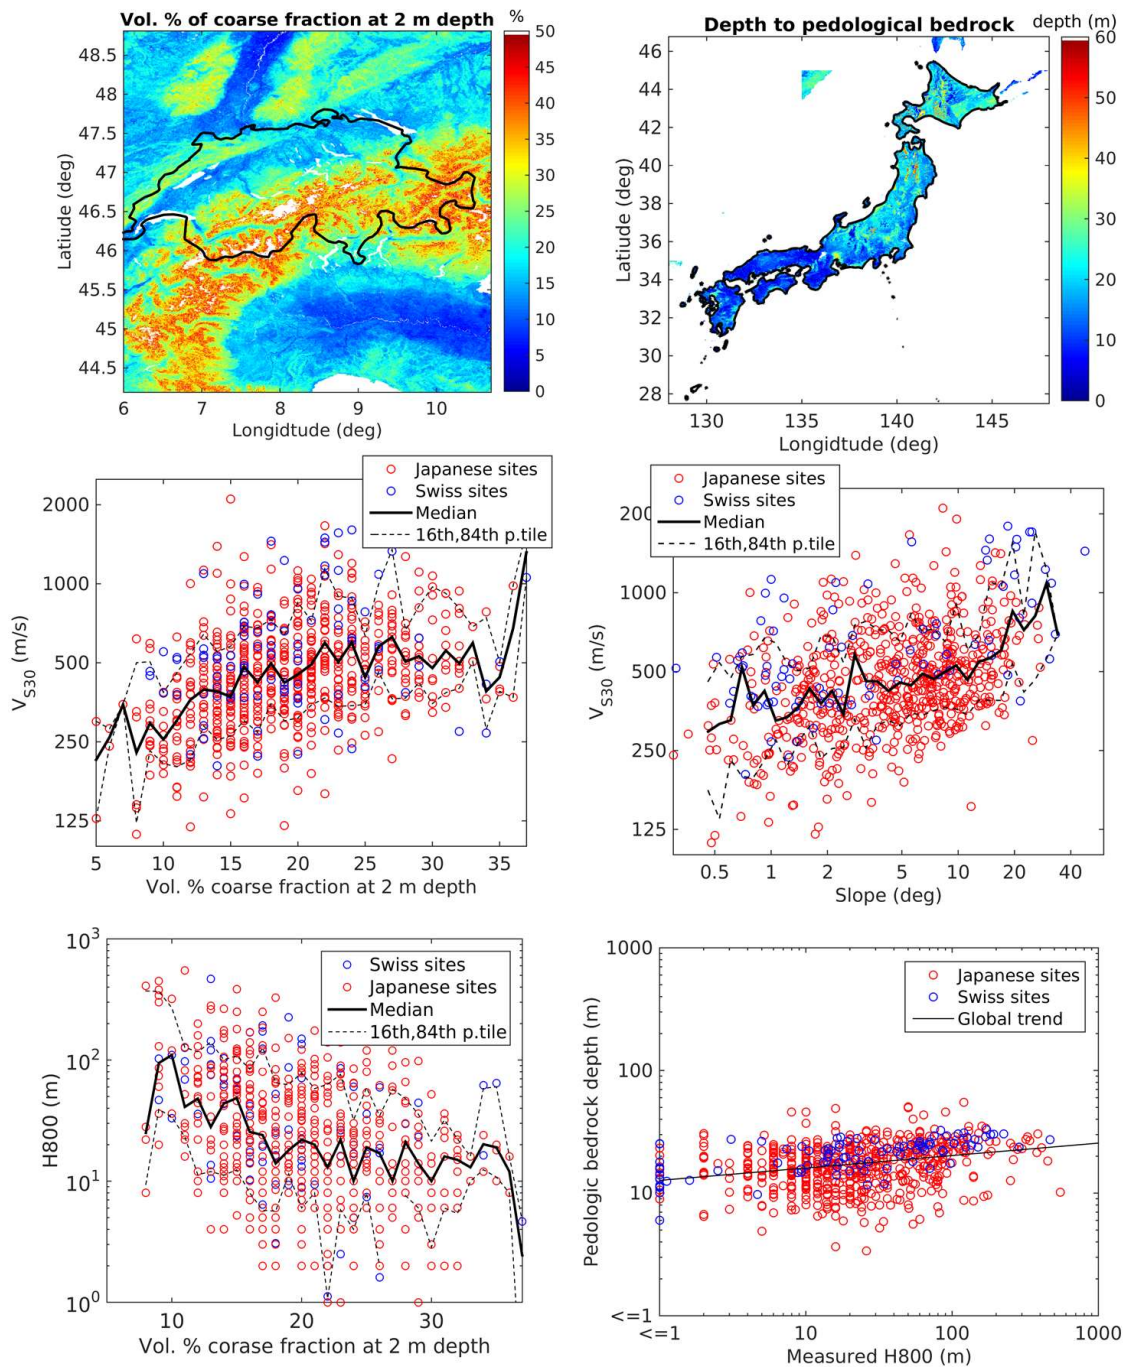 Vol. % of coarse fraction at 2 m depth
%
48.5
48
47.5
47
46.5
46
45.5
45
44.5
Latiude (deg)
6 7 8 9 10
Longidtude (deg)
50
45
40
35
30
25
20
15
10
5
0
Depth to pedological bedrock
depth (m)
46
44
42
40
38
36
34
32
30
28
Latiude (deg)
130 135 140 145
Longidtude (deg)
60
50
40
30
20
10
0
Japanese sites
Swiss sites
Median
16th,84th p.tile
2000
1000
500
250
125
V_S30 (m/s)
5 10 15 20 25 30 35
Vol. % coarse fraction at 2 m depth
Japanese sites
Swiss sites
Median
16th,84th p.tile
200
1000
500
250
125
V_S30 (m/s)
0.5 1 2 5 10 20 40
Slope (deg)
Swiss sites
Japanese sites
Median
16th,84th p.tile
10^3
10^2
10^1
10^0
H800 (m)
10 20 30
Vol. % corase fraction at 2 m depth
Japanese sites
Swiss sites
Global trend
1000
100
10
<=1
Pedologic bedrock depth (m)
<=1 10 100 1000
Measured H800 (m)